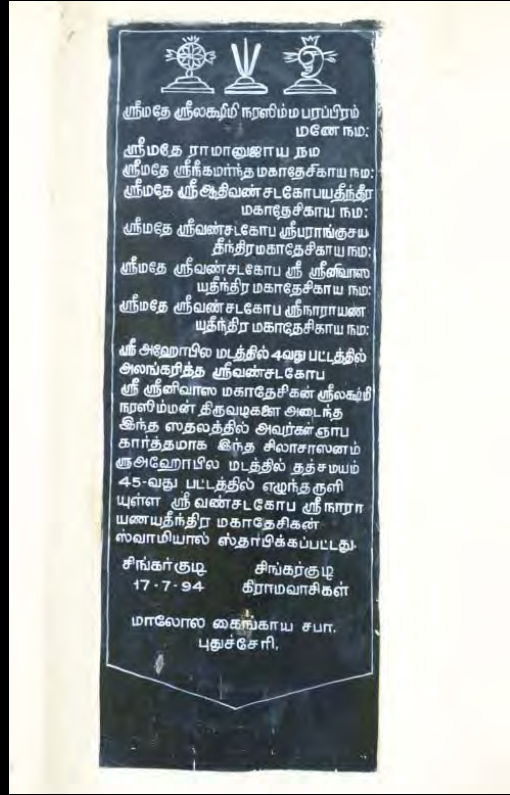 ஸ்ரீமதே ஸ்ரீலக்ஷ்மி நரஸிம்ம பரப்பிரம்
மணே நம:
ஸ்ரீமதே ராமானுஜாய நம
ஸ்ரீமதே ஸ்ரீநிகமார்ந்த மகாதேசிகாய நம:
ஸ்ரீமதே ஸ்ரீஆதிவண் சடகோபயதீந்திர
மகாதேசிகாய நம:
ஸ்ரீமதே ஸ்ரீவண்சடகோப ஸ்ரீபராங்குசய
தீந்திரமகாதேசிகாய நம:
ஸ்ரீமதே ஸ்ரீவண்சடகோப ஸ்ரீ ஸ்ரீனிவாஸ
யதீந்திர மகாதேசிகாய நம:
ஸ்ரீமதே ஸ்ரீவண்சடகோப ஸ்ரீநாராயண
யதீந்திர மகாதேசிகாய நம:
ஸ்ரீ அஹோபில மடத்தில் 4வது பட்டத்தில்
அலங்கரித்த ஸ்ரீவண்சடகோப
ஸ்ரீ ஸ்ரீனிவாஸ மகாதேசிகன் ஸ்ரீலக்ஷ்மி
நரஸிம்மன் திருவடிகளை அடைந்த
இந்த ஸ்தலத்தில் அவர்கள் ஞாப
கார்த்தமாக இந்த சிலாசாஸனம்
ஸ்ரீஅஹோபில மடத்தில் தத்சமயம்
45-வது பட்டத்தில் எழுந்தருளி
யுள்ள ஸ்ரீ வண்சடகோப ஸ்ரீநாரா
யணயதீந்திர மகாதேசிகன்
ஸ்வாமியால் ஸ்தாபிக்கப்பட்டது.
சிங்கர்குடி சிங்கர்குடி
17-7-94 கிராமவாசிகள்
மாலோல கைங்காய சபா,
புதுச்சேரி.